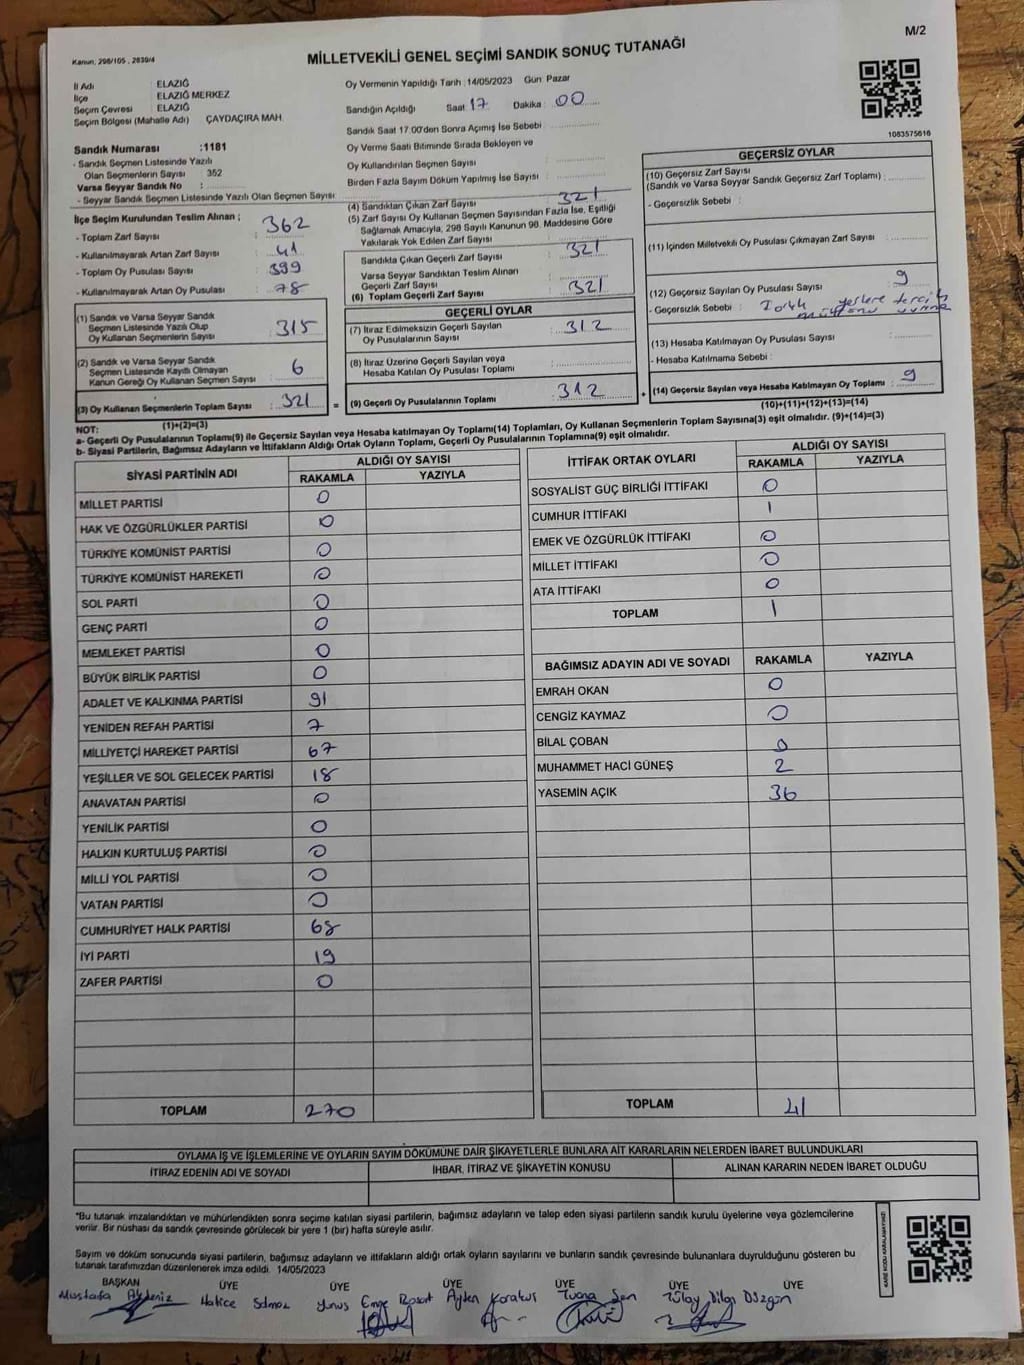 M/2
Kanun, 298/105 , 2839/4
MİLLETVEKİLİ GENEL SEÇİMİ SANDIK SONUÇ TUTANAĞI
İl Adı ELAZIĞ
İlçe ELAZIĞ MERKEZ
Seçim Çevresi ELAZIĞ
Seçim Bölgesi (Mahalle Adı) ÇAYDAÇIRA MAH.
Sandık Numarası :1181
- Sandık Seçmen Listesinde Yazılı
Olan Seçmenlerin Sayısı 352
Varsa Seyyar Sandık No :
- Seyyar Sandık Seçmen Listesinde Yazılı Olan Seçmen Sayısı
Oy Vermenin Yapıldığı Tarih :14/05/2023 Gün: Pazar
Sandığın Açıldığı Saat 17 Dakika : 00
Sandık Saat 17.00'den Sonra Açımış İse Sebebi
Oy Verme Saati Bitiminde Sırada Bekleyen ve
Oy Kullandırılan Seçmen Sayısı
Birden Fazla Sayım Döküm Yapılmış İse Sayısı :
1083575616
İlçe Seçim Kurulundan Teslim Alınan ;
- Toplam Zarf Sayısı : 362
- Kullanılmayarak Artan Zarf Sayısı : 41
- Toplam Oy Pusulası Sayısı : 399
- Kullanılmayarak Artan Oy Pusulası : 78
(1) Sandık ve Varsa Seyyar Sandık
Seçmen Listesinde Yazılı Olup
Oy Kullanan Seçmenlerin Sayısı 315
(2) Sandık ve Varsa Seyyar Sandık
Seçmen Listesinde Kayıtlı Olmayan
Kanun Gereği Oy Kullanan Seçmen Sayısı : 6
(3) Oy Kullanan Seçmenlerin Toplam Sayısı : 321
(1)+(2)=(3)
(4) Sandıktan Çıkan Zarf Sayısı : 321
(5) Zarf Sayısı Oy Kullanan Seçmen Sayısından Fazla İse, Eşitliği
Sağlamak Amacıyla, 298 Sayılı Kanunun 98. Maddesine Göre
Yakılarak Yok Edilen Zarf Sayısı
Sandıkta Çıkan Geçerli Zarf Sayısı : 321
Varsa Seyyar Sandıktan Teslim Alınan
Geçerli Zarf Sayısı
(6) Toplam Geçerli Zarf Sayısı : 321
GEÇERLİ OYLAR
(7) İtiraz Edilmeksizin Geçerli Sayılan
Oy Pusulasının Sayısı : 312
(8) İtiraz Üzerine Geçerli Sayılan veya
Hesaba Katılan Oy Pusulası Toplamı
= (9) Geçerli Oy Pusulalarının Toplamı : 312
GEÇERSİZ OYLAR
(10) Geçersiz Zarf Sayısı
(Sandık ve Varsa Seyyar Sandık Geçersiz Zarf Toplamı) :
- Geçersizlik Sebebi :
(11) İçinden Milletvekili Oy Pusulası Çıkmayan Zarf Sayısı
(12) Geçersiz Sayılan Oy Pusulası Sayısı : 9
- Geçersizlik Sebebi : yerlere tercih
(13) Hesaba Katılmayan Oy Pusulası Sayısı
- Hesaba Katılmama Sebebi :
+ (14) Geçersiz Sayılan veya Hesaba Katılmayan Oy Toplamı : 9
(10)+(11)+(12)+(13)=(14)
NOT:
a- Geçerli Oy Pusulalarının Toplamı(9) ile Geçersiz Sayılan veya Hesaba katılmayan Oy Toplamı(14) Toplamları, Oy Kullanan Seçmenlerin Toplam Sayısına(3) eşit olmalıdır. (9)+(14)=(3)
b- Siyasi Partilerin, Bağımsız Adayların ve İttifakların Aldığı Ortak Oyların Toplamı, Geçerli Oy Pusulalarının Toplamına(9) eşit olmalıdır.
SİYASİ PARTİNİN ADI ALDIĞI OY SAYISI
RAKAMLA YAZIYLA
MİLLET PARTİSİ 0
HAK VE ÖZGÜRLÜKLER PARTİSİ 0
TÜRKİYE KOMÜNİST PARTİSİ 0
TÜRKİYE KOMÜNİST HAREKETİ 0
SOL PARTİ 0
GENÇ PARTİ 0
MEMLEKET PARTİSİ 0
BÜYÜK BİRLİK PARTİSİ 0
ADALET VE KALKINMA PARTİSİ 91
YENİDEN REFAH PARTİSİ 7
MİLLİYETÇİ HAREKET PARTİSİ 67
YEŞİLLER VE SOL GELECEK PARTİSİ 18
ANAVATAN PARTİSİ 0
YENİLİK PARTİSİ 0
HALKIN KURTULUŞ PARTİSİ 0
MİLLİ YOL PARTİSİ 0
VATAN PARTİSİ 0
CUMHURİYET HALK PARTİSİ 68
İYİ PARTİ 19
ZAFER PARTİSİ 0
TOPLAM 270
İTTİFAK ORTAK OYLARI ALDIĞI OY SAYISI
RAKAMLA YAZIYLA
SOSYALİST GÜÇ BİRLİĞİ İTTİFAKI 0
CUMHUR İTTİFAKI 1
EMEK VE ÖZGÜRLÜK İTTİFAKI 0
MİLLET İTTİFAKI 0
ATA İTTİFAKI 0
TOPLAM 1
BAĞIMSIZ ADAYIN ADI VE SOYADI RAKAMLA YAZIYLA
EMRAH OKAN 0
CENGİZ KAYMAZ 0
BİLAL ÇOBAN
MUHAMMET HACİ GÜNEŞ 2
YASEMİN AÇIK 36
TOPLAM 41
OYLAMA İŞ VE İŞLEMLERİNE VE OYLARIN SAYIM DÖKÜMÜNE DAİR ŞİKAYETLERLE BUNLARA AİT KARARLARIN NELERDEN İBARET BULUNDUKLARI
İTİRAZ EDENİN ADI VE SOYADI İHBAR, İTİRAZ VE ŞİKAYETİN KONUSU ALINAN KARARIN NEDEN İBARET OLDUĞU
"Bu tutanak imzalandıktan ve mühürlendikten sonra seçime katılan siyasi partilerin, bağımsız adayların ve talep eden siyasi partilerin sandık kurulu üyelerine veya gözlemcilerine
verilir. Bir nüshası da sandık çevresinde görülecek bir yere 1 (bir) hafta süreyle asılır.
Sayım ve döküm sonucunda siyasi partilerin, bağımsız adayların ve ittifakların aldığı ortak oyların sayılarını ve bunların sandık çevresinde bulunanlara duyrulduğunu gösteren bu
tutanak tarafımızdan düzenlenerek imza edildi. 14/05/2023
BAŞKAN ÜYE ÜYE ÜYE ÜYE ÜYE ÜYE
Mustafa Akdeniz Hatice Solmaz Yunus Emre Ayten Karakuş Tuana Şen Tülay Dilan Düzgün